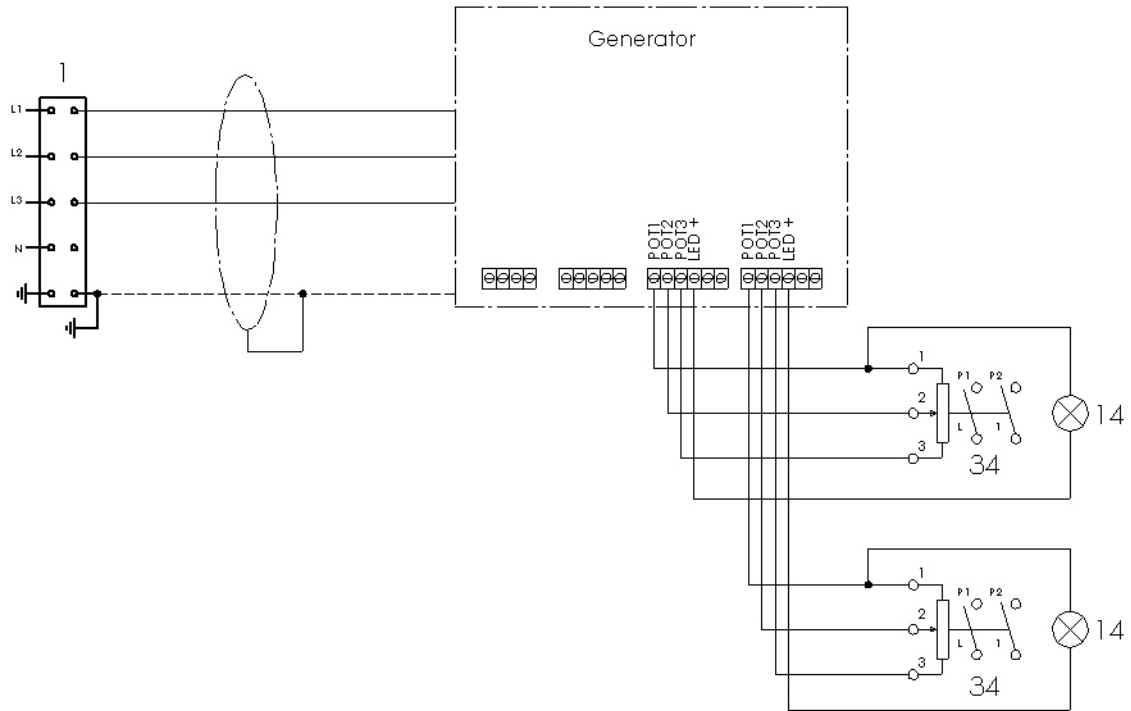 Generator
1
L1
L2
L3
N
POT1
POT2
POT3
LED +
POT1
POT2
POT3
LED +
1
P1 P2
2
L 1
3
34
14
1
P1 P2
2
L 1
3
34
14